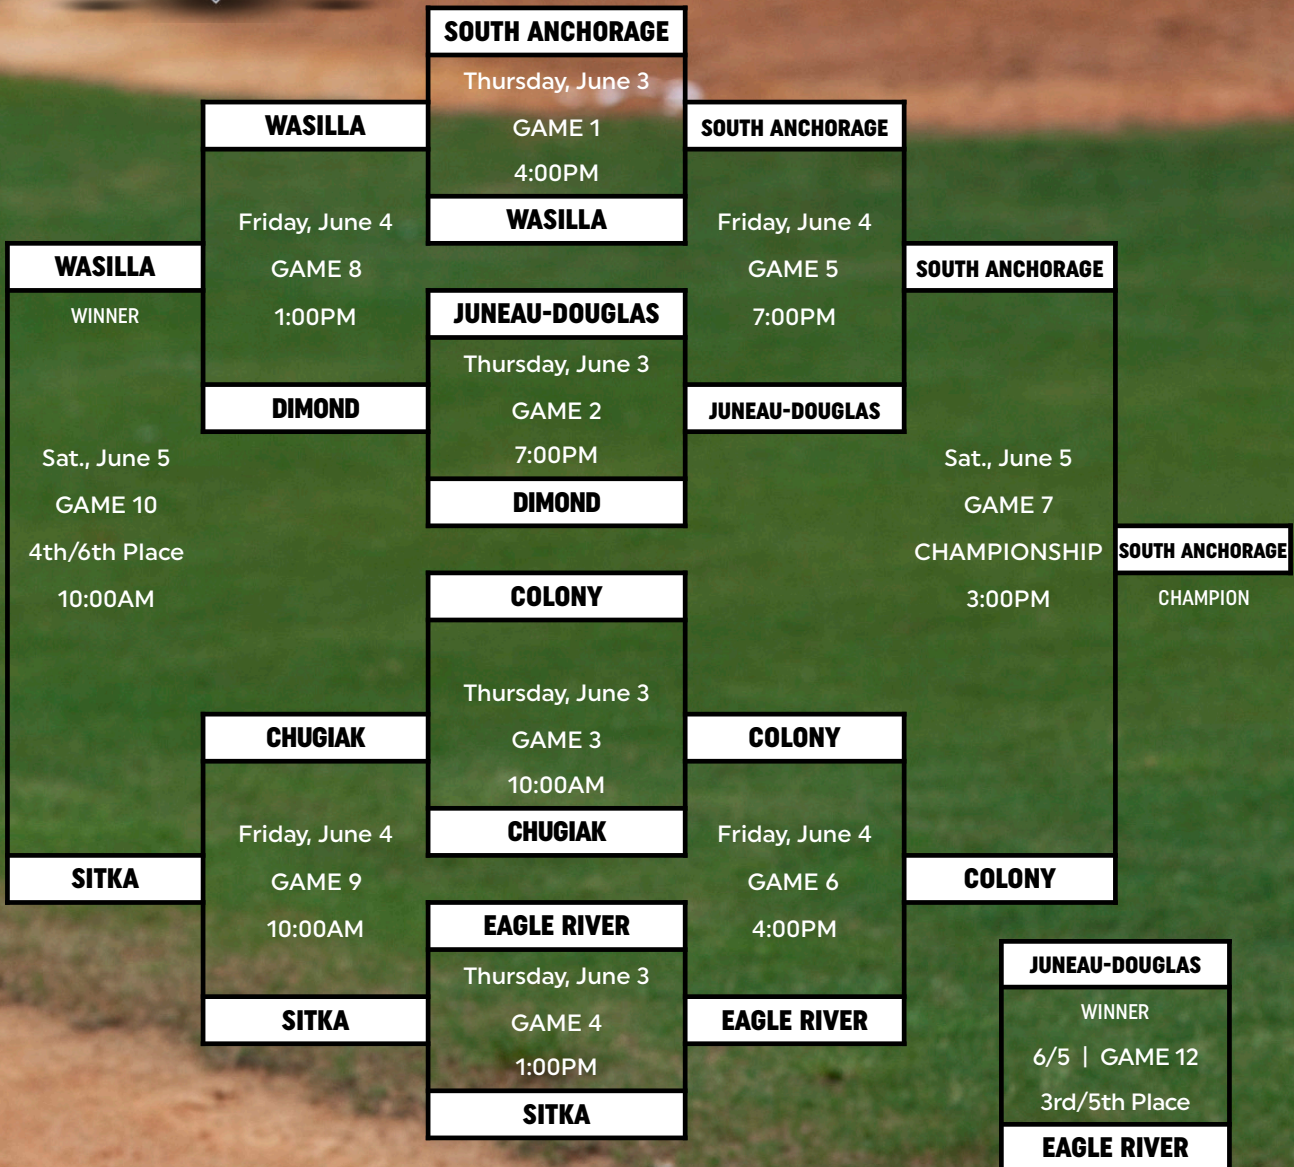 SOUTH ANCHORAGE
Thursday, June 3
GAME 1
4:00PM
WASILLA
JUNEAU-DOUGLAS
Thursday, June 3
GAME 2
7:00PM
DIMOND
COLONY
Thursday, June 3
GAME 3
10:00AM
CHUGIAK
EAGLE RIVER
Thursday, June 3
GAME 4
1:00PM
SITKA
WASILLA
Friday, June 4
GAME 8
1:00PM
DIMOND
CHUGIAK
Friday, June 4
GAME 9
10:00AM
SITKA
WASILLA
WINNER
Sat., June 5
GAME 10
4th/6th Place
10:00AM
SITKA
SOUTH ANCHORAGE
Friday, June 4
GAME 5
7:00PM
JUNEAU-DOUGLAS
COLONY
Friday, June 4
GAME 6
4:00PM
EAGLE RIVER
SOUTH ANCHORAGE
Sat., June 5
GAME 7
CHAMPIONSHIP
3:00PM
COLONY
SOUTH ANCHORAGE
CHAMPION
JUNEAU-DOUGLAS
WINNER
6/5 | GAME 12
3rd/5th Place
EAGLE RIVER